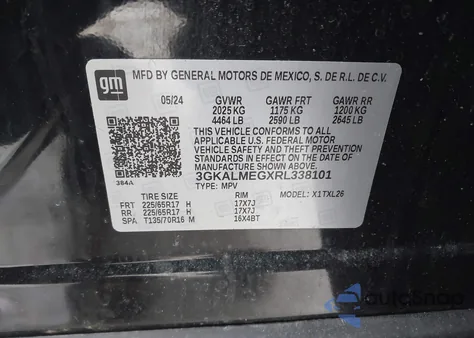 gm
MFD BY GENERAL MOTORS DE MEXICO, S. DE R.L. DE C.V.
05/24 GVWR GAWR FRT GAWR RR
2025 KG 1175 KG 1200 KG
4464 LB 2590 LB 2645 LB
THIS VEHICLE CONFORMS TO ALL
APPLICABLE U.S. FEDERAL MOTOR
VEHICLE SAFETY, BUMPER, AND THEFT
PREVENTION STANDARDS IN EFFECT ON
THE DATE OF MANUFACTURE SHOWN ABOVE.
3GKALMEGXRL338101
384A TYPE: MPV MODEL: X1TXL26
TIRE SIZE RIM
FRT 225/65R17 H 17X7J
RR 225/65R17 H 17X7J
SPA T135/70R16 M 16X4BT
AutoSnap